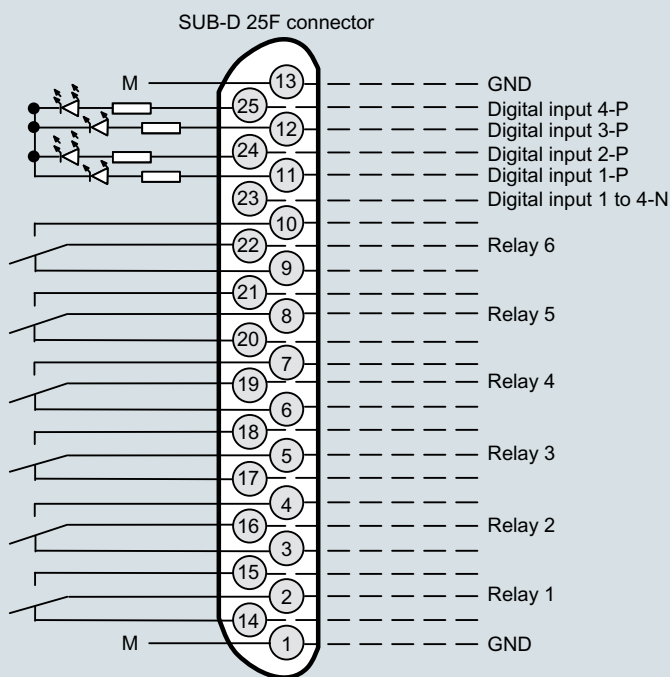 SUB-D 25F connector
M 13 GND
25 Digital input 4-P
12 Digital input 3-P
24 Digital input 2-P
11 Digital input 1-P
23 Digital input 1 to 4-N
10
22 Relay 6
9
21
8 Relay 5
20
7
19 Relay 4
6
18
5 Relay 3
17
4
16 Relay 2
3
15
2 Relay 1
14
M 1 GND